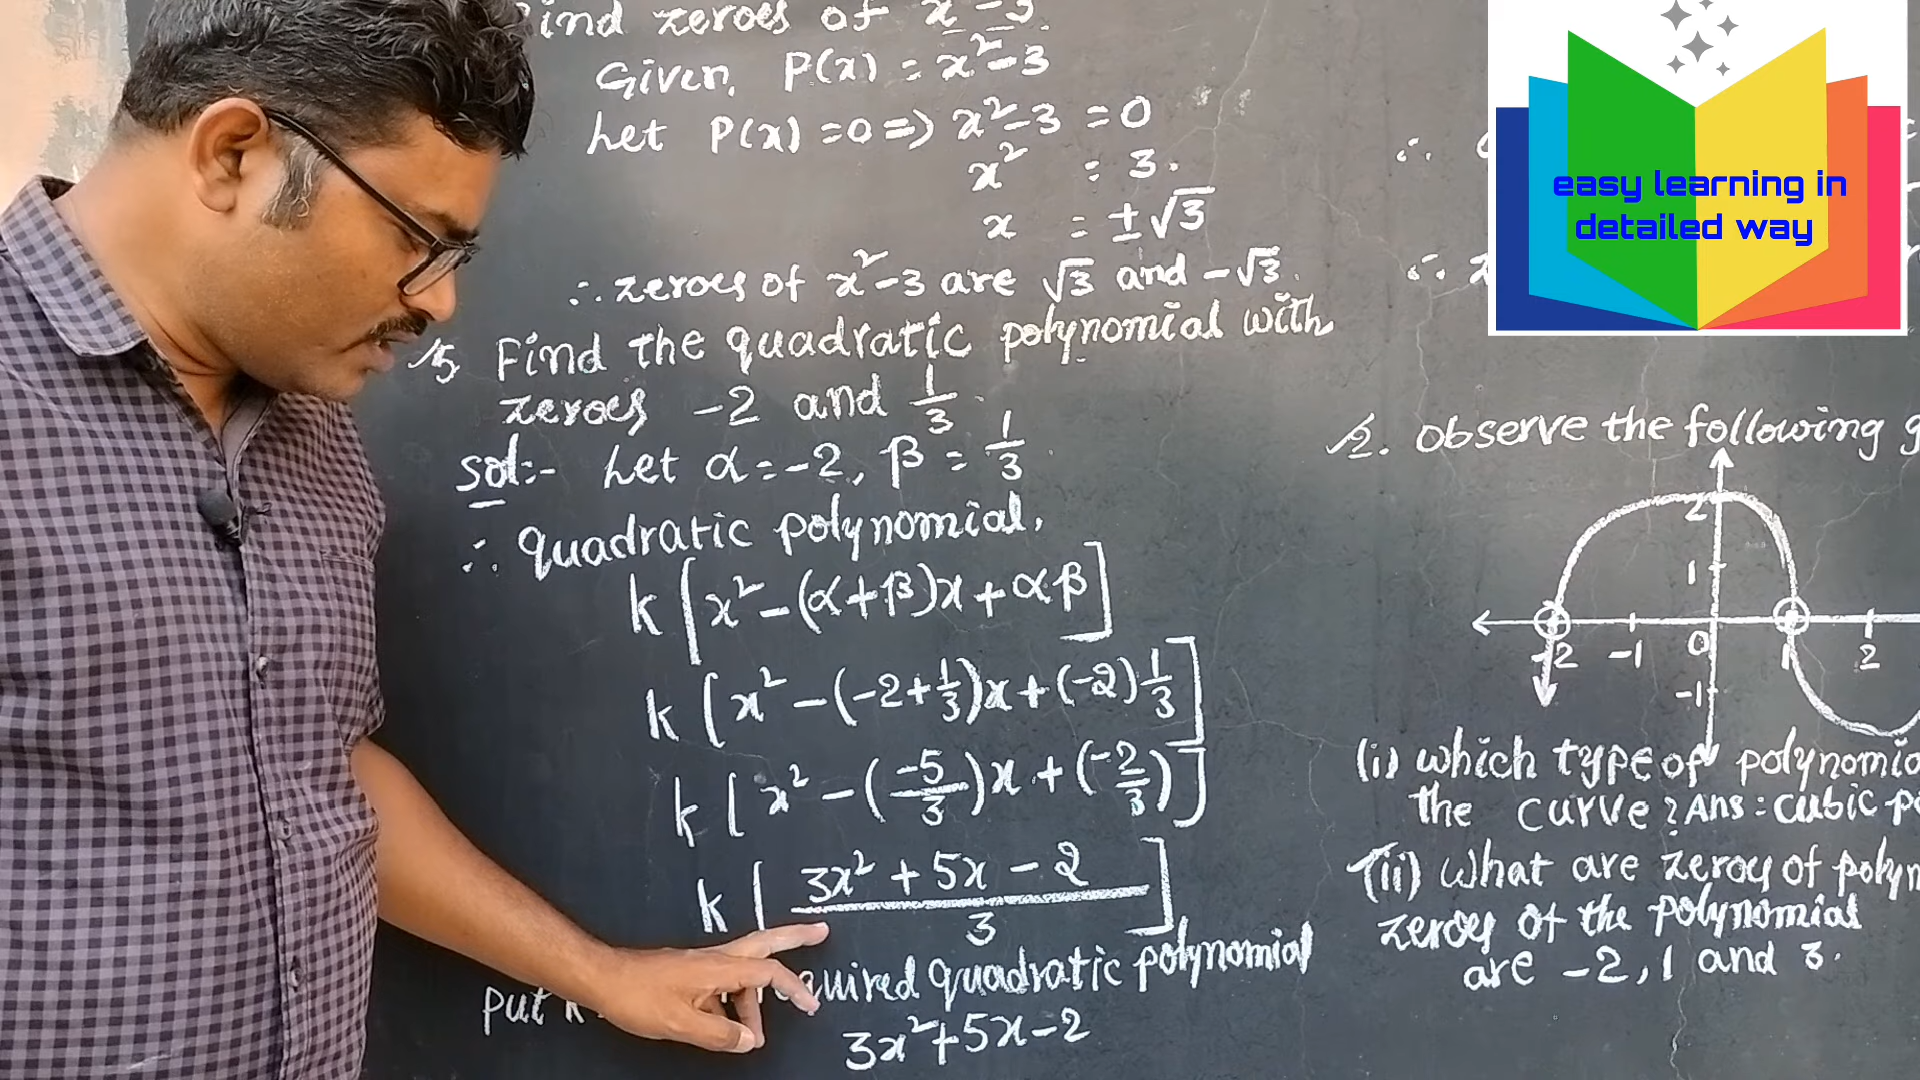 ind zeroes of x²-3
Given, P(x) = x²-3
Let P(x) = 0 => x²-3 = 0
x² = 3.
x = ±√3
∴ zeroes of x²-3 are √3 and -√3.
5. Find the quadratic polynomial with
zeroes -2 and 1/3.
Sol:- Let α = -2, β = 1/3.
∴ quadratic polynomial,
k[x²-(α+β)x+αβ]
k[x²-(-2+1/3)x+(-2)1/3]
k[x²-(-5/3)x+(-2/3)]
k[(3x²+5x-2)/3]
put k quired quadratic polynomial
3x²+5x-2
easy learning in
detailed way
2. Observe the following g
2
1
-2 -1 0 1 2
-1
(i) which type of polynomia
the curve? Ans: cubic po
(ii) what are zeroes of polyn
zeroes of the polynomial
are -2, 1 and 3.